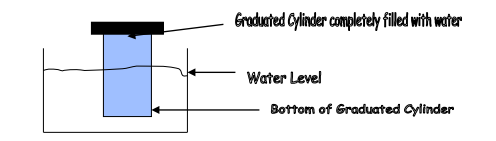 Graduated Cylinder completely filled with water
Water Level
Bottom of Graduated Cylinder